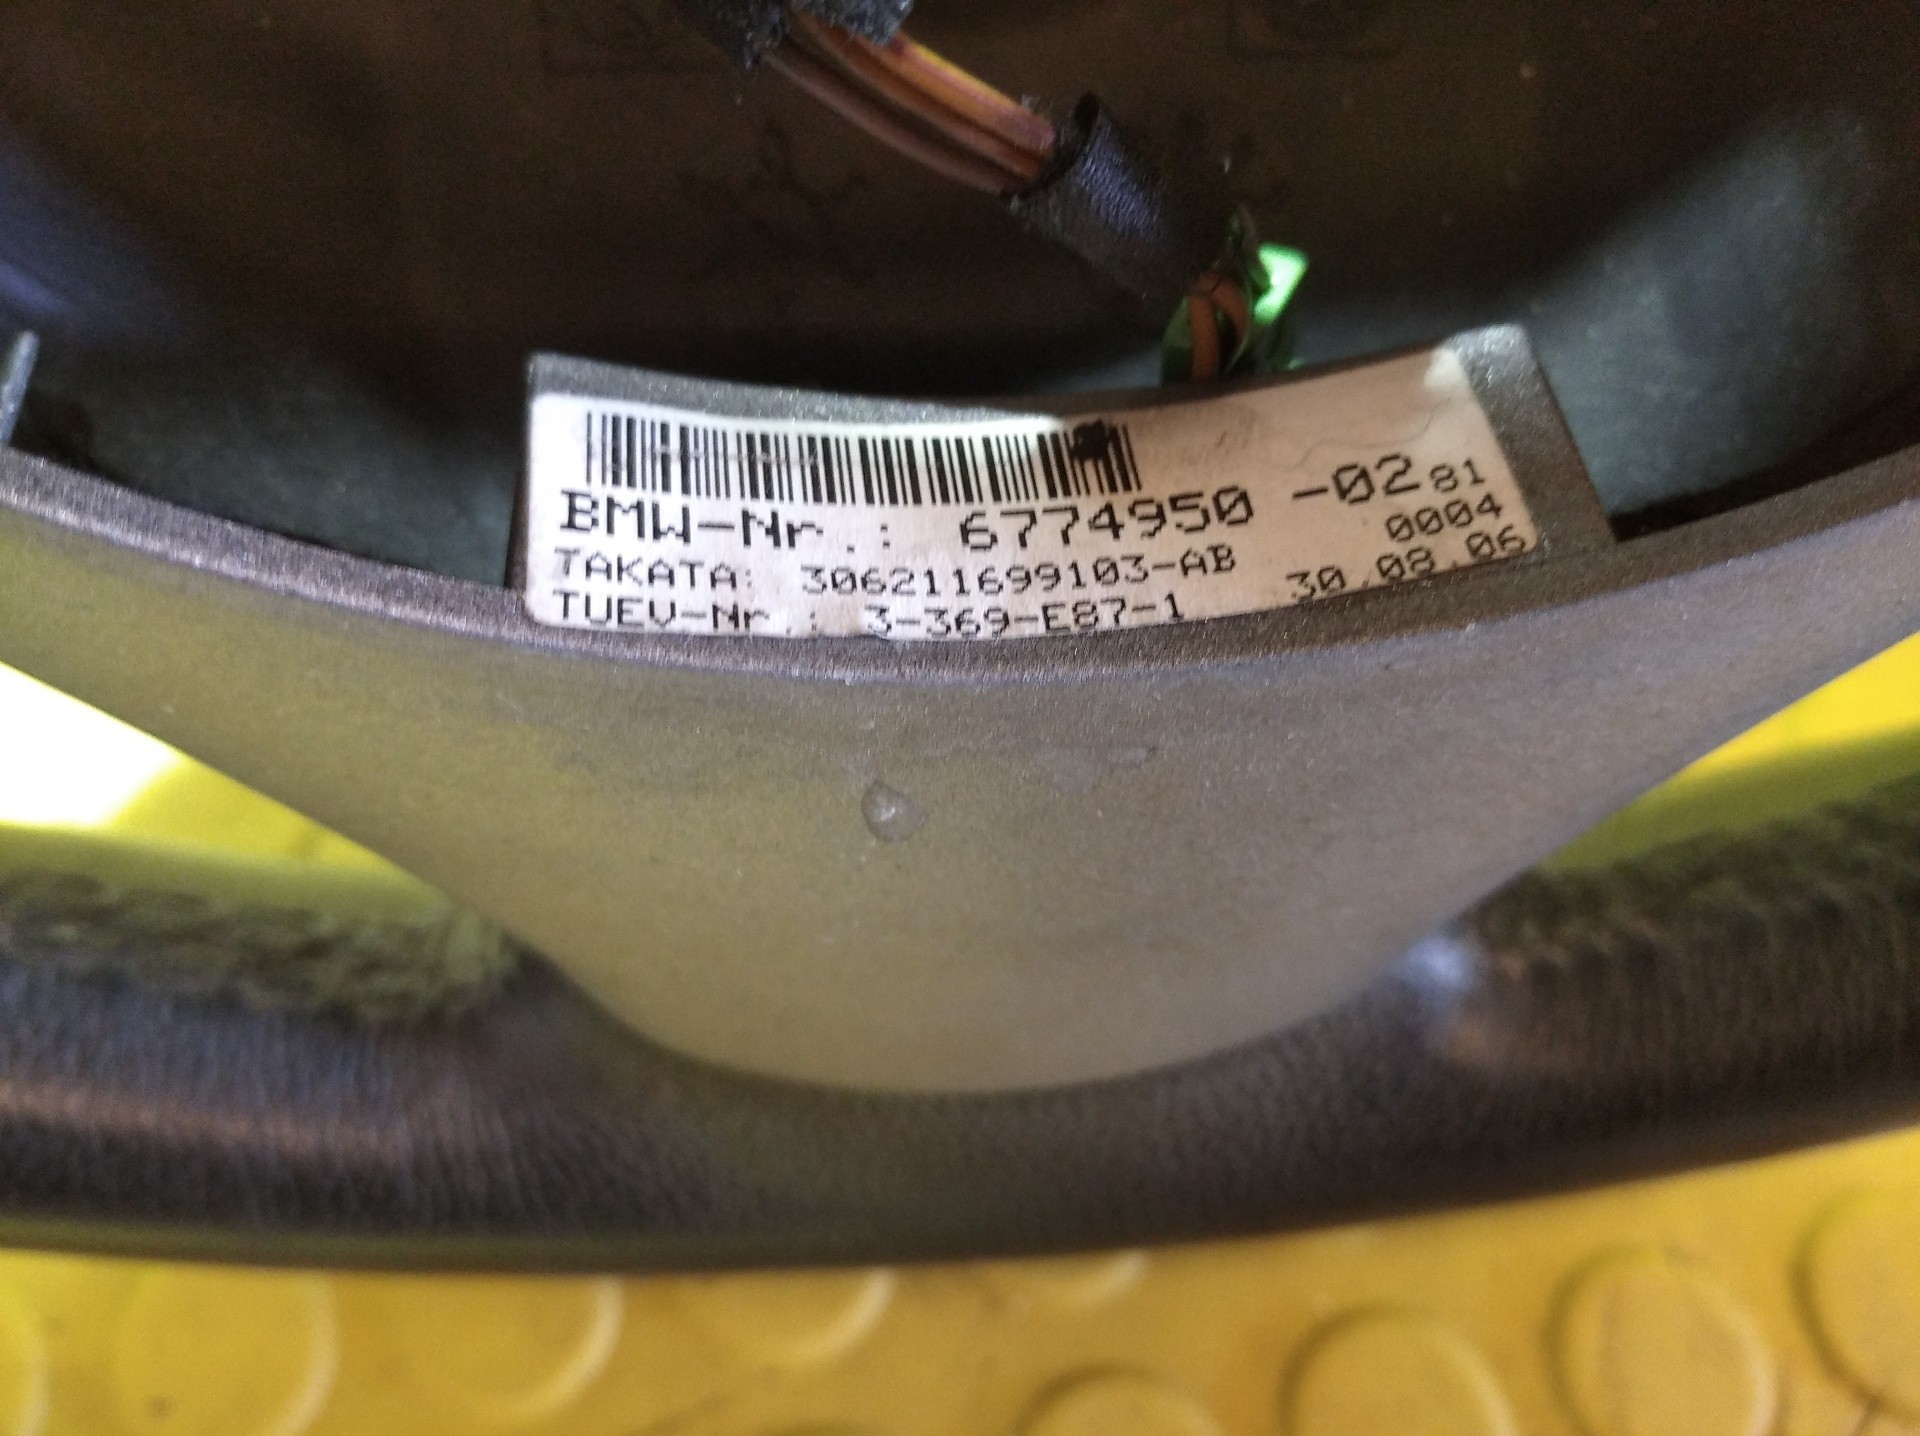 BMW-Nr.: 6774950 -02 81
0004
TAKATA: 306211699103-AB 30.08.06
TUEV-Nr.: 3-369-E87-1